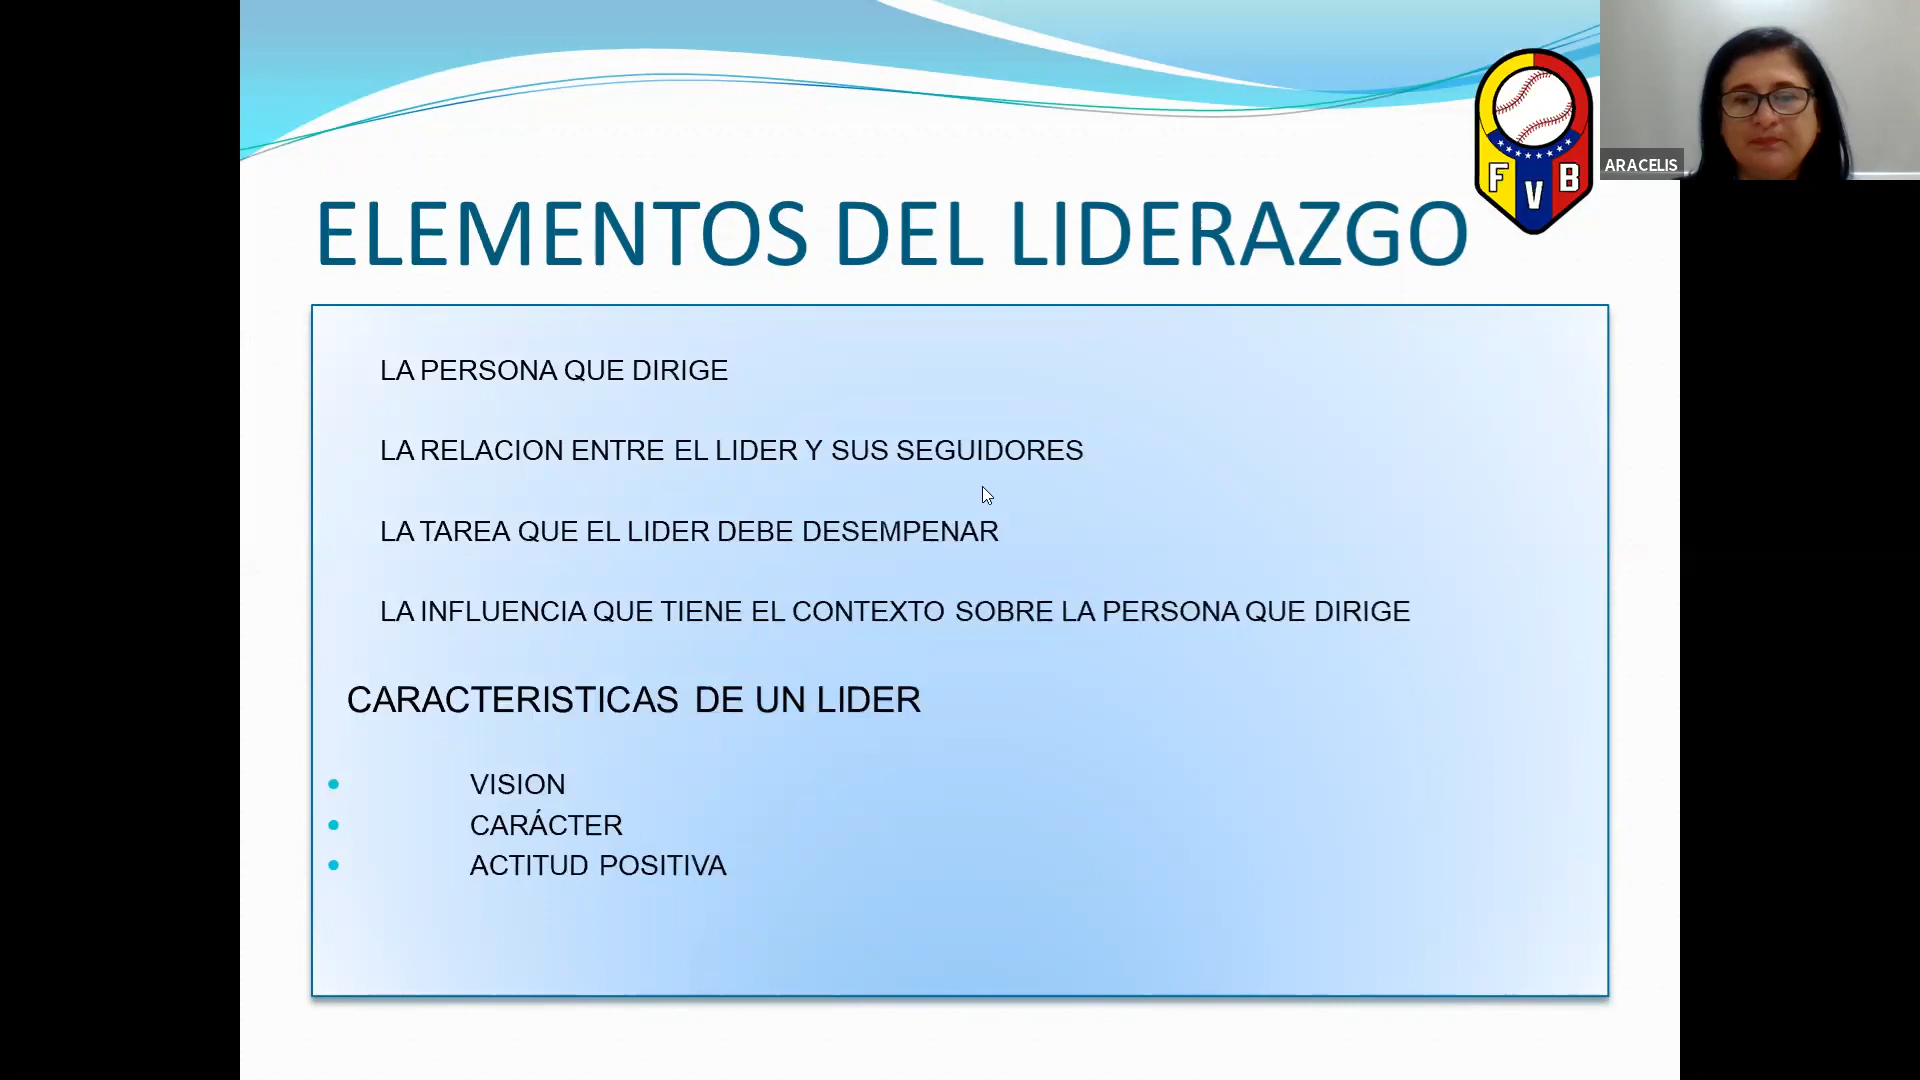 ELEMENTOS DEL LIDERAZGO
F V B
ARACELIS
LA PERSONA QUE DIRIGE
LA RELACION ENTRE EL LIDER Y SUS SEGUIDORES
LA TAREA QUE EL LIDER DEBE DESEMPENAR
LA INFLUENCIA QUE TIENE EL CONTEXTO SOBRE LA PERSONA QUE DIRIGE
CARACTERISTICAS DE UN LIDER
• VISION
• CARÁCTER
• ACTITUD POSITIVA